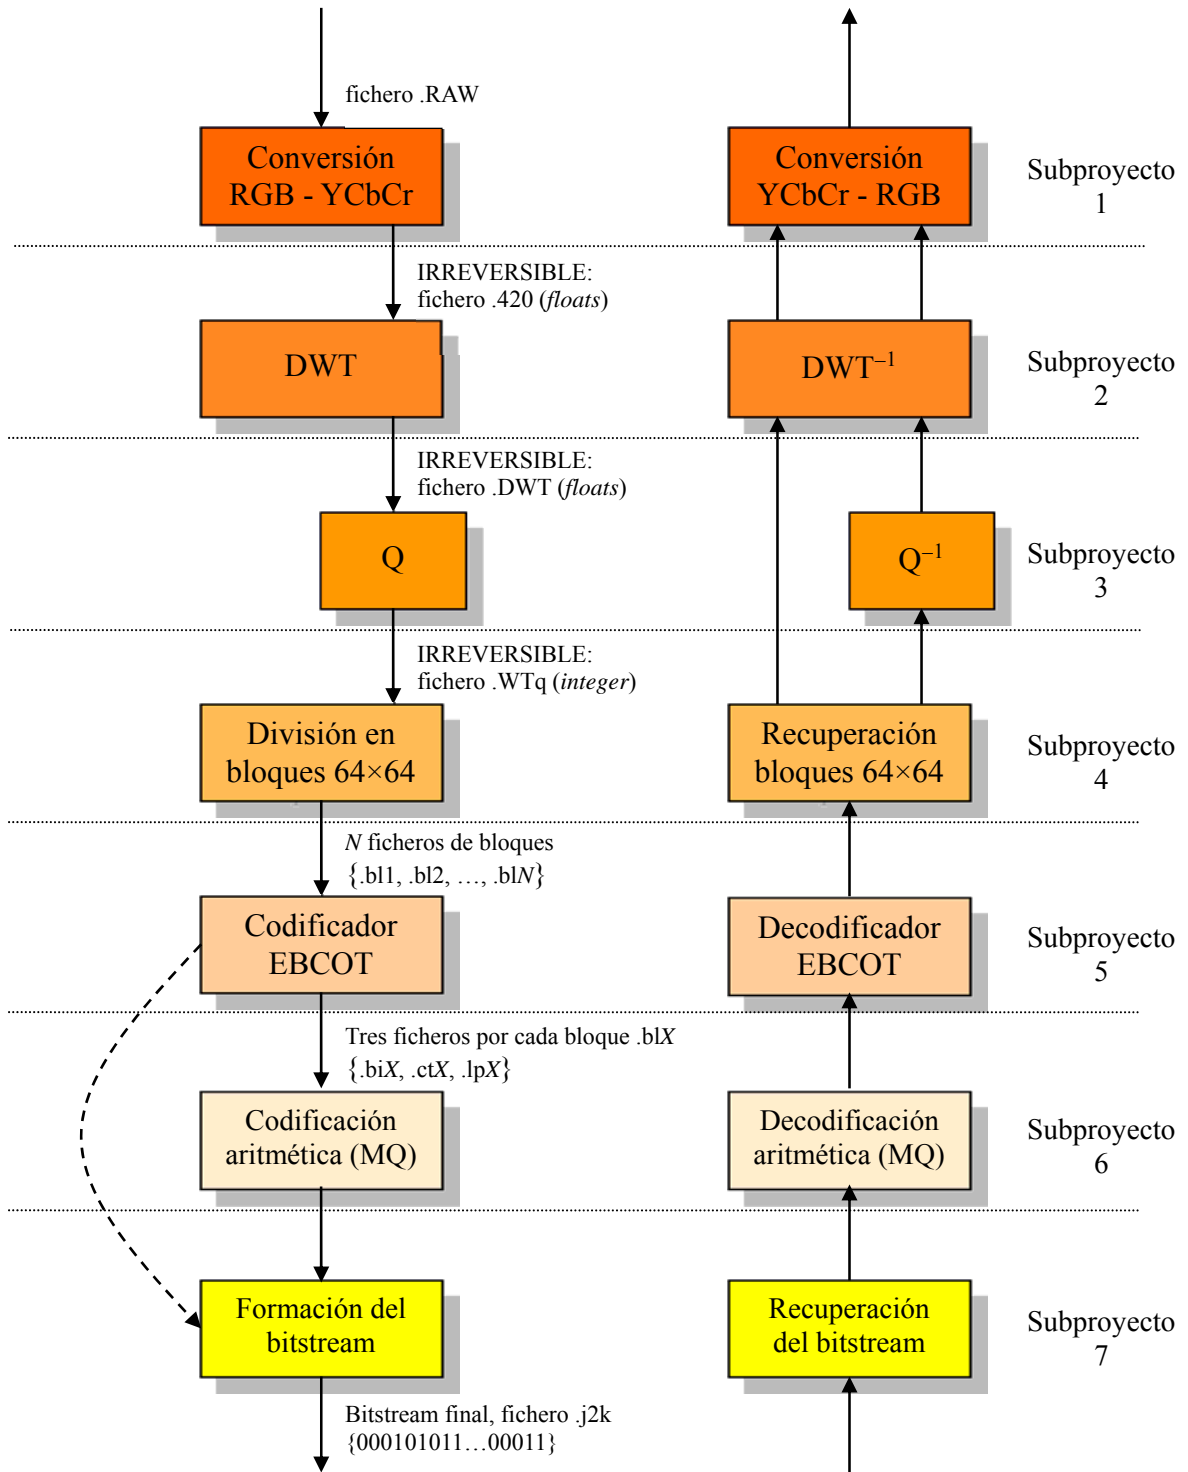 fichero .RAW
Conversión
RGB - YCbCr
Conversión
YCbCr - RGB
Subproyecto
1
IRREVERSIBLE:
fichero .420 (floats)
DWT
DWT⁻¹
Subproyecto
2
IRREVERSIBLE:
fichero .DWT (floats)
Q
Q⁻¹
Subproyecto
3
IRREVERSIBLE:
fichero .WTq (integer)
División en
bloques 64×64
Recuperación
bloques 64×64
Subproyecto
4
N ficheros de bloques
{.bl1, .bl2, …, .blN}
Codificador
EBCOT
Decodificador
EBCOT
Subproyecto
5
Tres ficheros por cada bloque .blX
{.biX, .ctX, .lpX}
Codificación
aritmética (MQ)
Decodificación
aritmética (MQ)
Subproyecto
6
Formación del
bitstream
Recuperación
del bitstream
Subproyecto
7
Bitstream final, fichero .j2k
{000101011…00011}